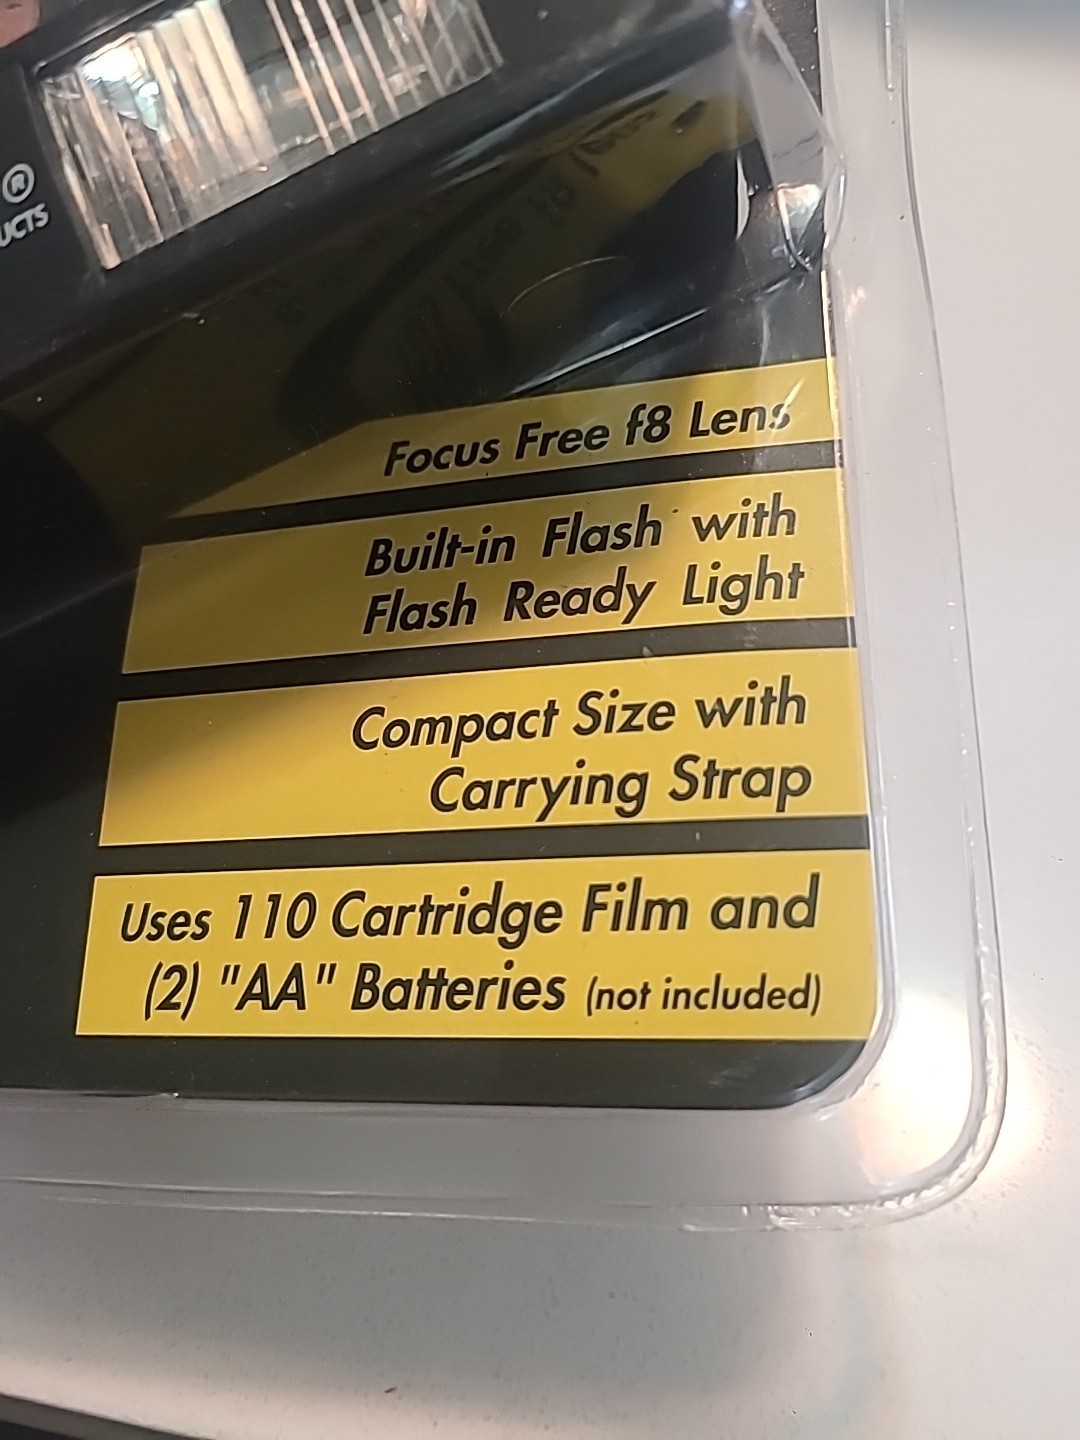 ®
UCTS
Focus Free f8 Lens
Built-in Flash with
Flash Ready Light
Compact Size with
Carrying Strap
Uses 110 Cartridge Film and
(2) "AA" Batteries (not included)